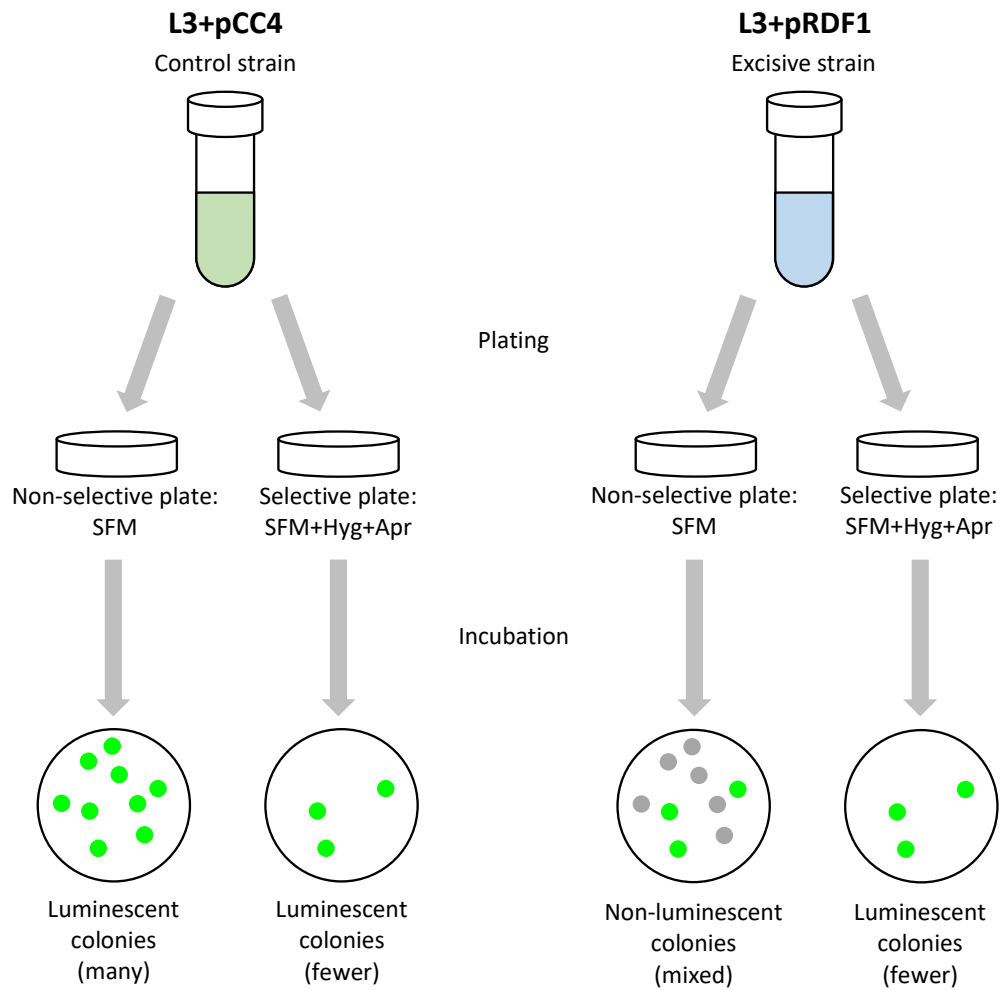 L3+pCC4
Control strain
L3+pRDF1
Excisive strain
Plating
Non-selective plate:
SFM
Selective plate:
SFM+Hyg+Apr
Non-selective plate:
SFM
Selective plate:
SFM+Hyg+Apr
Incubation
Luminescent
colonies
(many)
Luminescent
colonies
(fewer)
Non-luminescent
colonies
(mixed)
Luminescent
colonies
(fewer)